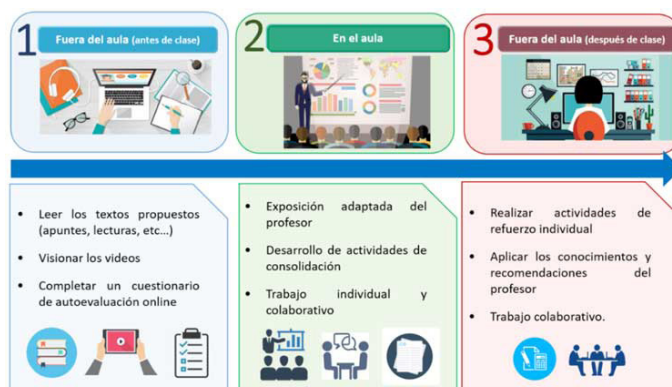 1 Fuera del aula (antes de clase)
2 En el aula
3 Fuera del aula (después de clase)
• Leer los textos propuestos
(apuntes, lecturas, etc...)
• Visionar los videos
• Completar un cuestionario
de autoevaluación online
• Exposición adaptada del
profesor
• Desarrollo de actividades de
consolidación
• Trabajo individual y
colaborativo
• Realizar actividades de
refuerzo individual
• Aplicar los conocimientos y
recomendaciones del
profesor
• Trabajo colaborativo.